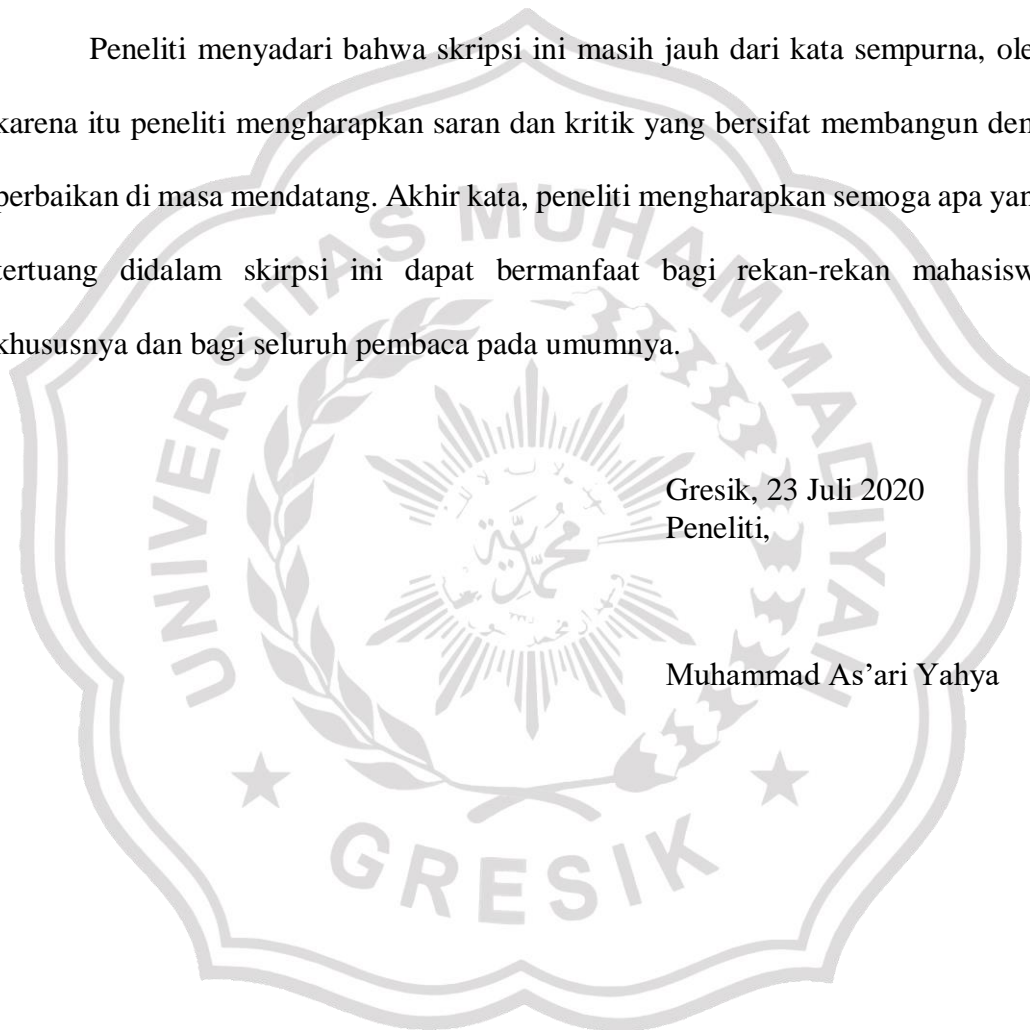 Peneliti menyadari bahwa skripsi ini masih jauh dari kata sempurna, ole
karena itu peneliti mengharapkan saran dan kritik yang bersifat membangun dem
perbaikan di masa mendatang. Akhir kata, peneliti mengharapkan semoga apa yan
tertuang didalam skirpsi ini dapat bermanfaat bagi rekan-rekan mahasisw
khususnya dan bagi seluruh pembaca pada umumnya.
Gresik, 23 Juli 2020
Peneliti,
Muhammad As’ari Yahya
UNIVERSITAS MUHAMMADIYAH
GRESIK